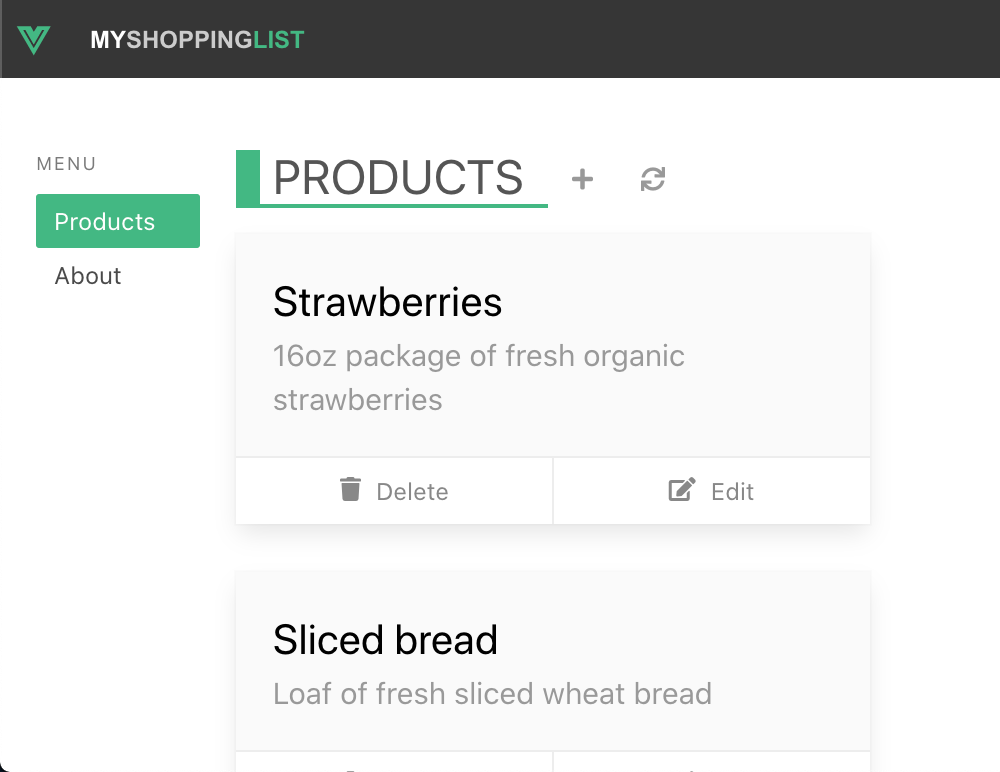 MYSHOPPINGLIST
MENU
Products
About
PRODUCTS
Strawberries
16oz package of fresh organic
strawberries
Delete
Edit
Sliced bread
Loaf of fresh sliced wheat bread